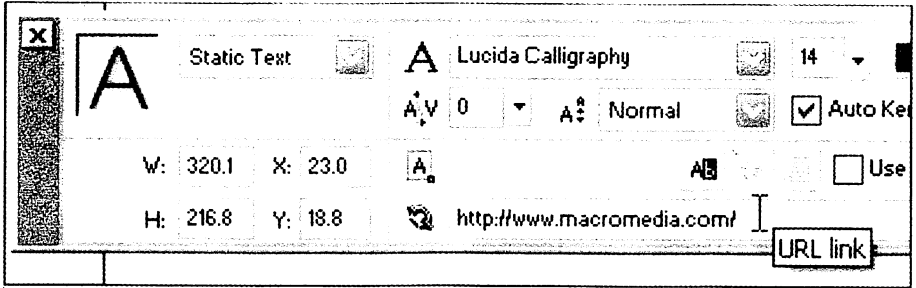 A Static Text A Lucida Calligraphy 14
A V 0 A Normal Auto Ke
W: 320.1 X: 23.0 A AB Use
H: 216.8 Y: 18.8 http://www.macromedia.com/
URL link